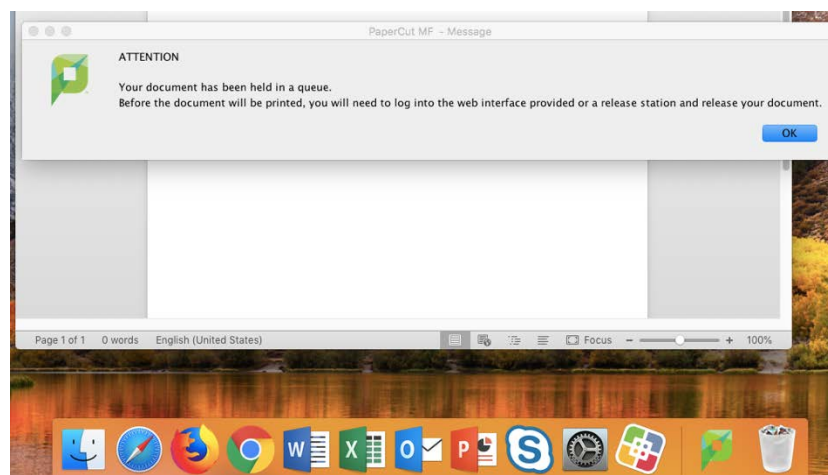 PaperCut MF - Message
ATTENTION
Your document has been held in a queue.
Before the document will be printed, you will need to log into the web interface provided or a release station and release your document.
OK
Page 1 of 1 0 words English (United States) Focus - + 100%
W X O P S